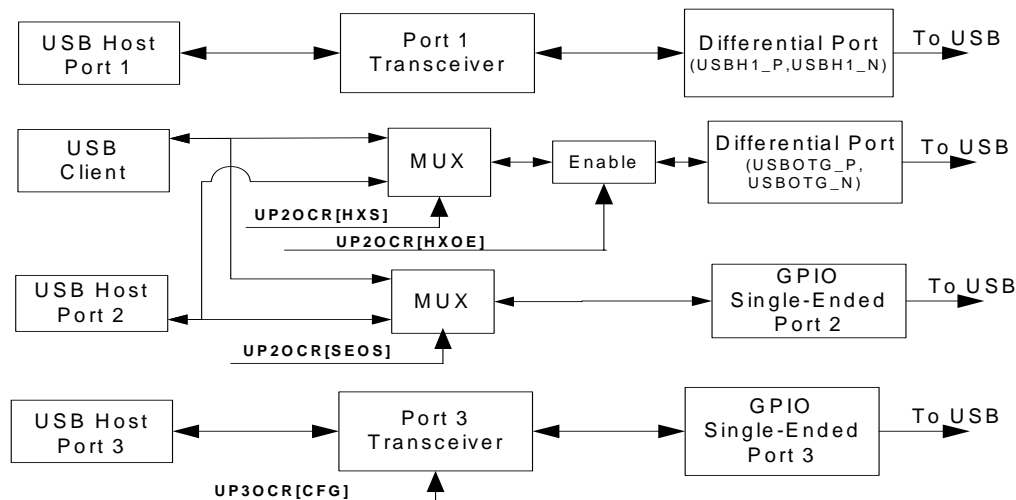 USB Host
Port 1
Port 1
Transceiver
Differential Port
(USBH1_P,USBH1_N)
To USB
USB
Client
MUX
Enable
Differential Port
(USBOTG_P,
USBOTG_N)
To USB
UP2OCR[HXS]
UP2OCR[HXOE]
USB Host
Port 2
MUX
GPIO
Single-Ended
Port 2
To USB
UP2OCR[SEOS]
USB Host
Port 3
Port 3
Transceiver
GPIO
Single-Ended
Port 3
To USB
UP3OCR[CFG]